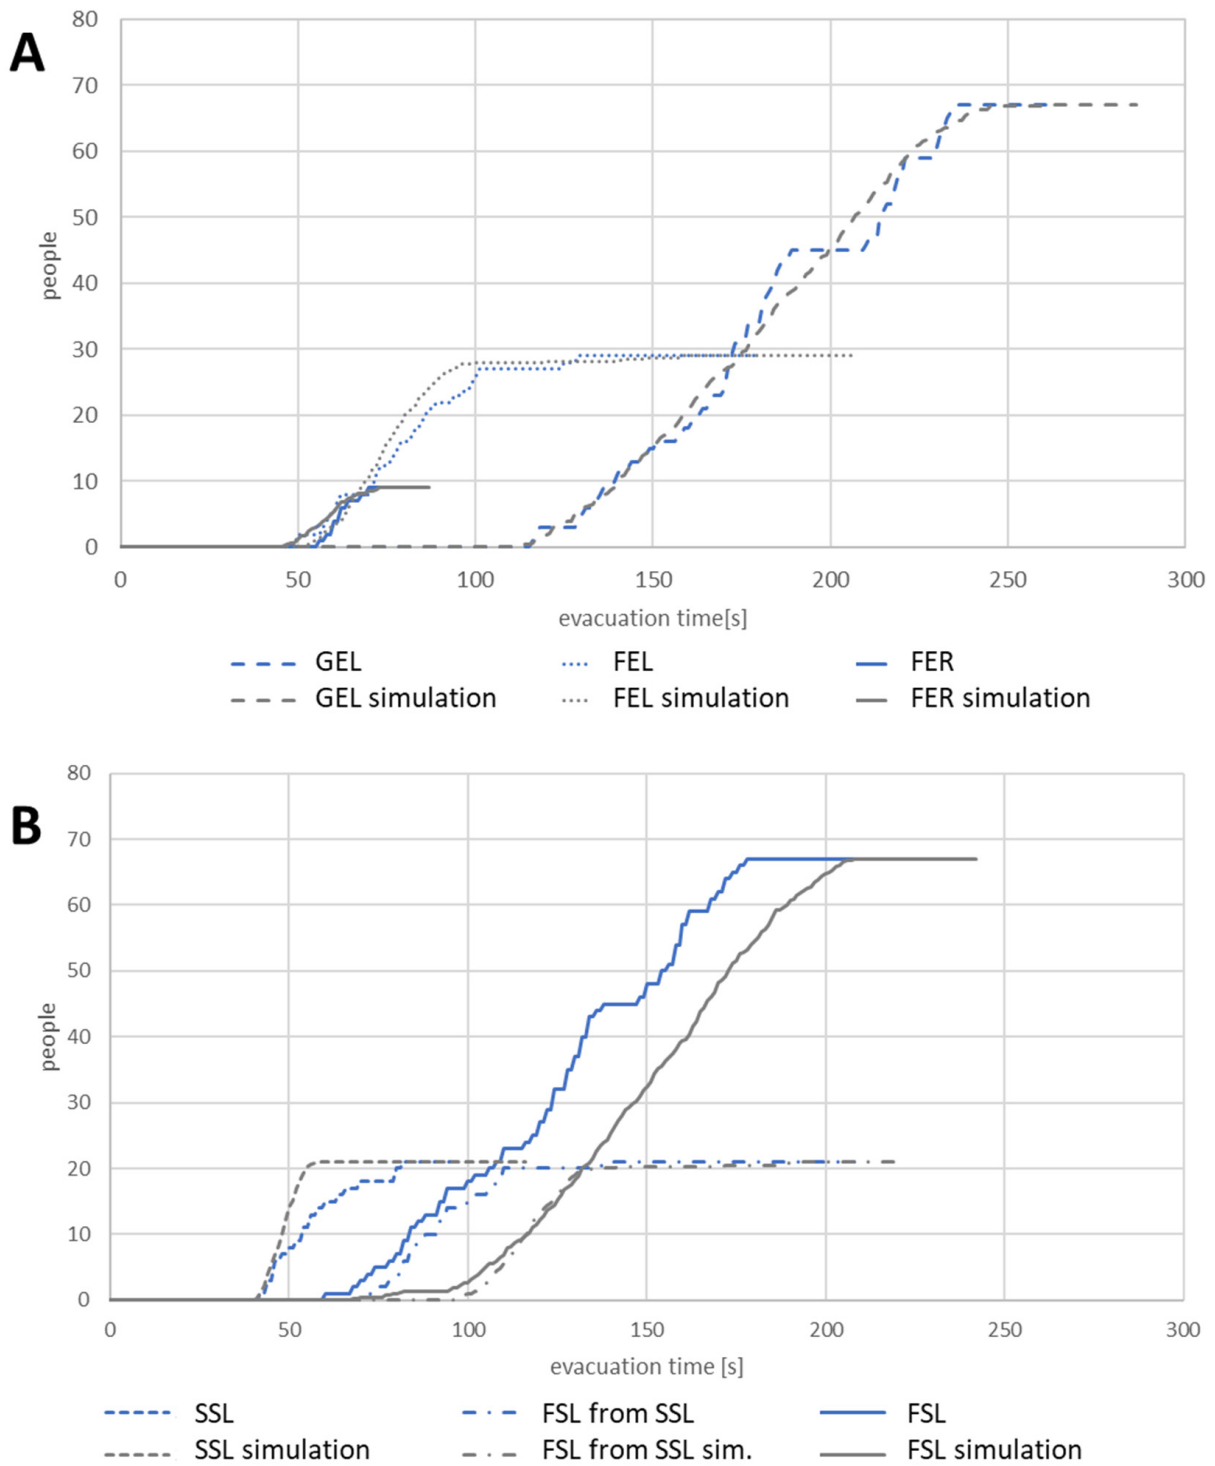 A
80
70
60
50
40
30
20
10
0
people
0 50 100 150 200 250 300
evacuation time[s]
GEL FEL FER
GEL simulation FEL simulation FER simulation
B
80
70
60
50
40
30
20
10
0
people
0 50 100 150 200 250 300
evacuation time [s]
SSL FSL from SSL FSL
SSL simulation FSL from SSL sim. FSL simulation